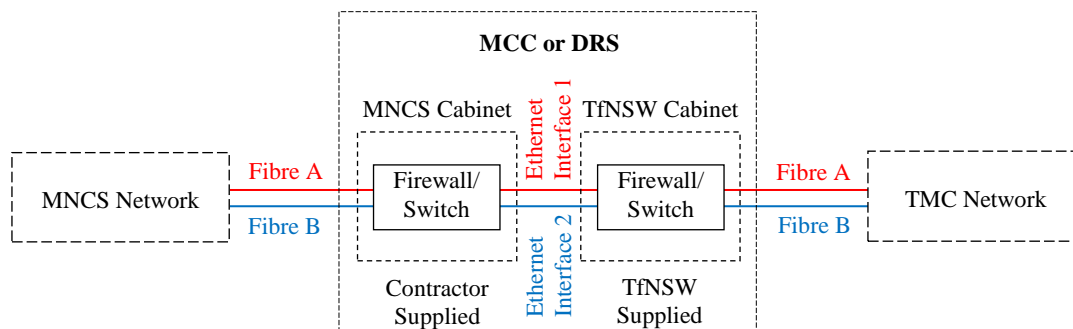 MCC or DRS
MNCS Cabinet
Ethernet
Interface 1
TfNSW Cabinet
MNCS Network
Fibre A
Fibre B
Firewall/
Switch
Firewall/
Switch
Fibre A
Fibre B
TMC Network
Ethernet
Interface 2
Contractor
Supplied
TfNSW
Supplied